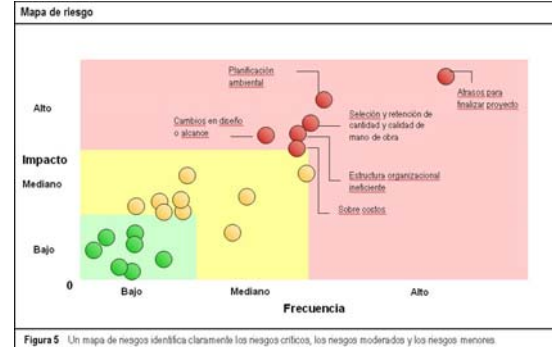 Mapa de riesgo
Planificación
ambiental
Atrasos para
finalizar proyecto
Alto
Cambios en diseño
o alcance
Seleción y retención de
cantidad y calidad de
mano de obra
Impacto
Mediano
Estructura organizacional
ineficiente
Sobre costos
Bajo
0
Bajo
Mediano
Alto
Frecuencia
Figura 5 Un mapa de riesgos identifica claramente los riesgos críticos, los riesgos moderados y los riesgos menores